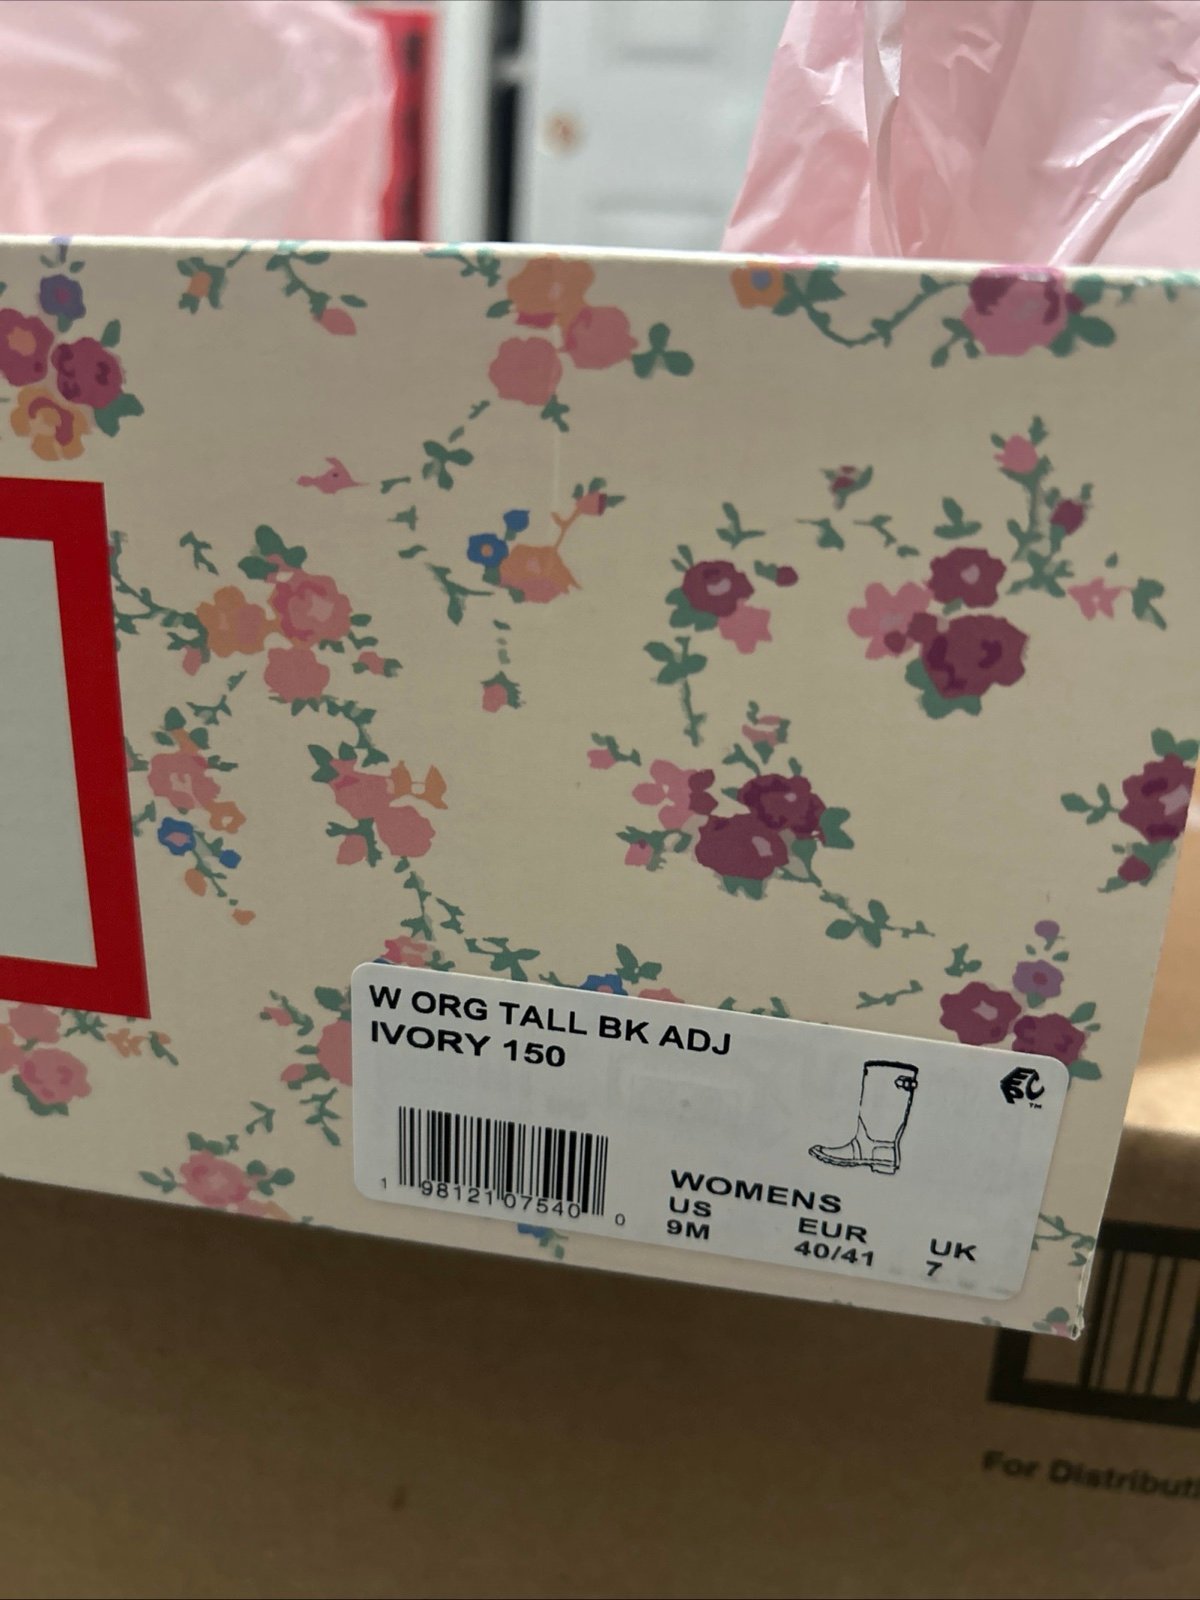 W ORG TALL BK ADJ
IVORY 150
1 98121 07540 0
WOMENS
US EUR UK
9M 40/41 7
For Distributi